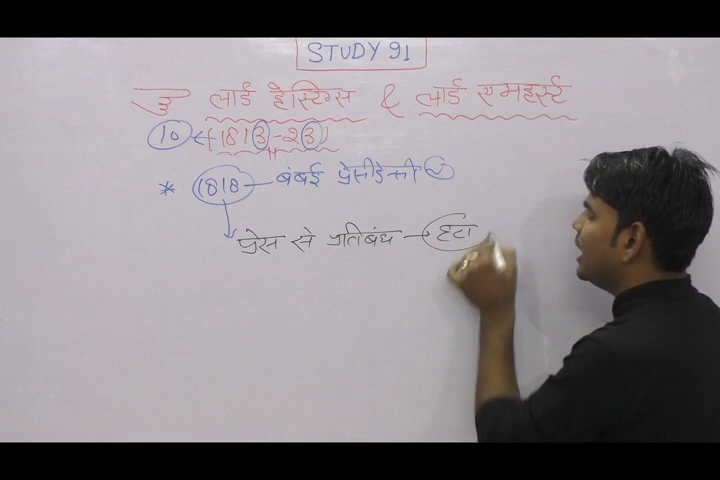 STUDY 91
लार्ड हैस्टिंग्स & लार्ड एमहर्स्ट
10 ← (1813-23)
* 1818 — बंबई प्रेसीडेन्सी
प्रेस से प्रतिबंध → हटा